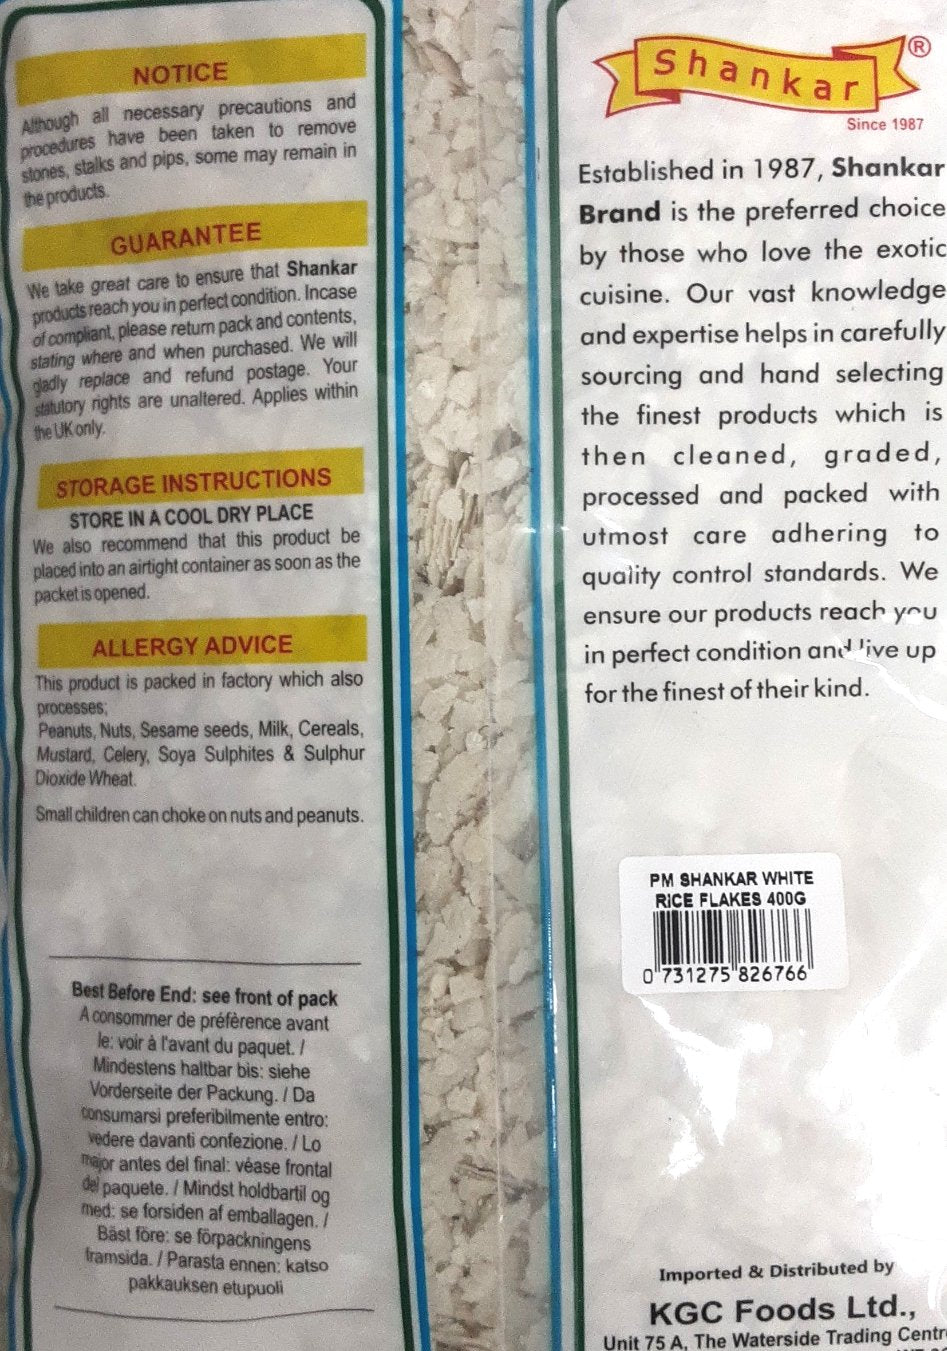 NOTICE
Although all necessary precautions and
procedures have been taken to remove
stones, stalks and pips, some may remain in
the products.
GUARANTEE
We take great care to ensure that Shankar
products reach you in perfect condition. Incase
of compliant, please return pack and contents,
stating where and when purchased. We will
gladly replace and refund postage. Your
statutory rights are unaltered. Applies within
the UK only.
STORAGE INSTRUCTIONS
STORE IN A COOL DRY PLACE
We also recommend that this product be
placed into an airtight container as soon as the
packet is opened.
ALLERGY ADVICE
This product is packed in factory which also
processes;
Peanuts, Nuts, Sesame seeds, Milk, Cereals,
Mustard, Celery, Soya Sulphites & Sulphur
Dioxide Wheat.
Small children can choke on nuts and peanuts.
Best Before End: see front of pack
A consommer de préfèrence avant
le: voir à l'avant du paquet. /
Mindestens haltbar bis: siehe
Vorderseite der Packung. / Da
consumarsi preferibilmente entro:
vedere davanti confezione. / Lo
major antes del final: véase frontal
del paquete. / Mindst holdbartil og
med: se forsiden af emballagen. /
Bäst före: se förpackningens
framsida. / Parasta ennen: katso
pakkauksen etupuoli
Shankar ®
Since 1987
Established in 1987, Shankar
Brand is the preferred choice
by those who love the exotic
cuisine. Our vast knowledge
and expertise helps in carefully
sourcing and hand selecting
the finest products which is
then cleaned, graded,
processed and packed with
utmost care adhering to
quality control standards. We
ensure our products reach you
in perfect condition and live up
for the finest of their kind.
PM SHANKAR WHITE
RICE FLAKES 400G
0 731275 826766
Imported & Distributed by
KGC Foods Ltd.,
Unit 75 A, The Waterside Trading Centr